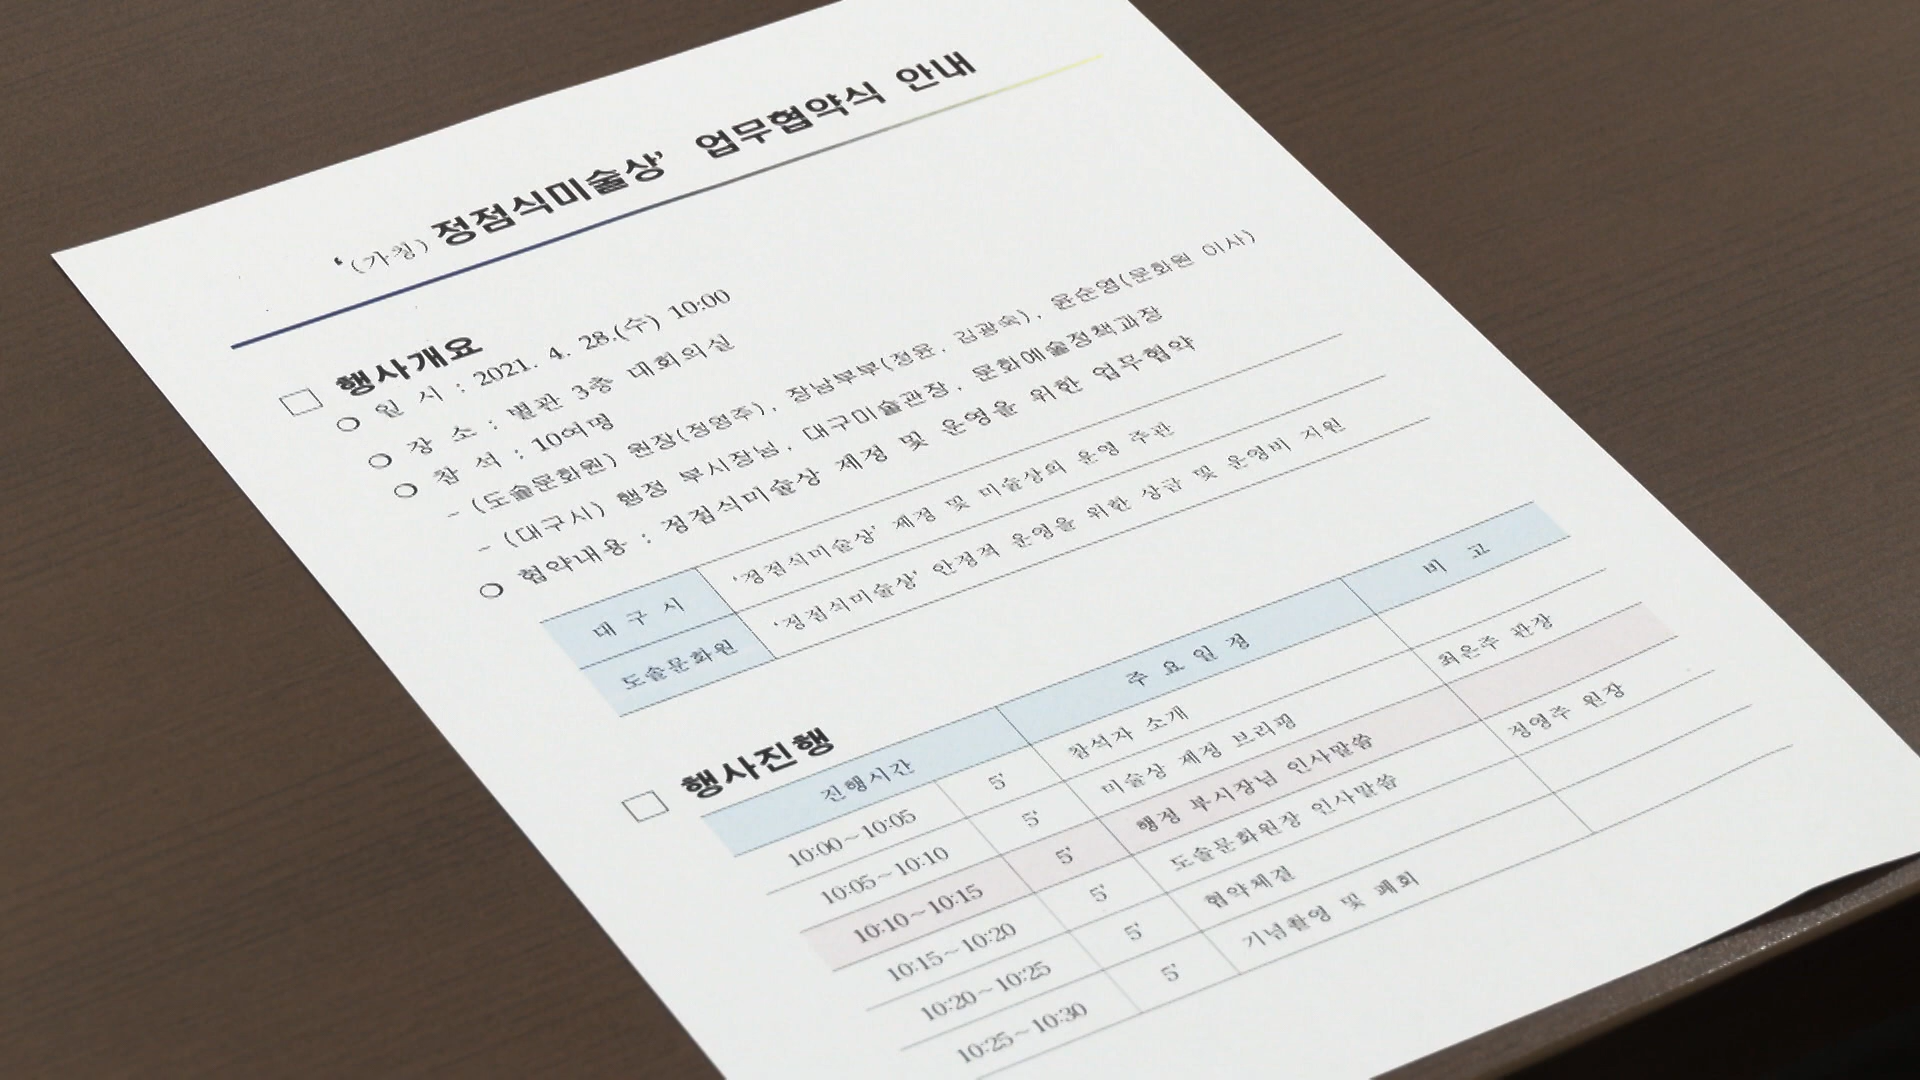 ‘(가칭)정점식미술상’ 업무협약식 안내
□ 행사개요
○ 일 시 : 2021. 4. 28.(수) 10:00
○ 장 소 : 별관 3층 대회의실
○ 참 석 : 10여명
- (도솔문화원) 원장(정영주), 장남부부(정윤, 김광숙), 윤순영(문화원 이사)
- (대구시) 행정 부시장님, 대구미술관장, 문화예술정책과장
○ 협약내용 : 정점식미술상 제정 및 운영을 위한 업무협약
대 구 시 ‘정점식미술상’ 제정 및 미술상의 운영 주관
도솔문화원 ‘정점식미술상’ 안정적 운영을 위한 상금 및 운영비 지원
□ 행사진행
진행시간 주 요 일 정 비 고
10:00~10:05 5’ 참석자 소개
10:05~10:10 5’ 미술상 제정 브리핑 최은주 관장
10:10~10:15 5’ 행정 부시장님 인사말씀
10:15~10:20 5’ 도솔문화원장 인사말씀 정영주 원장
10:20~10:25 5’ 협약체결
10:25~10:30 5’ 기념촬영 및 폐회